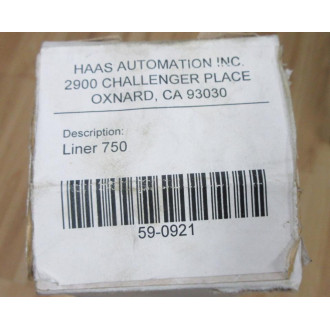 HAAS AUTOMATION INC.
2900 CHALLENGER PLACE
OXNARD, CA 93030
Description:
Liner 750
59-0921